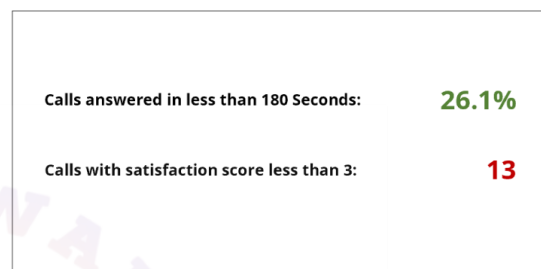 Calls answered in less than 180 Seconds: 26.1%
Calls with satisfaction score less than 3: 13